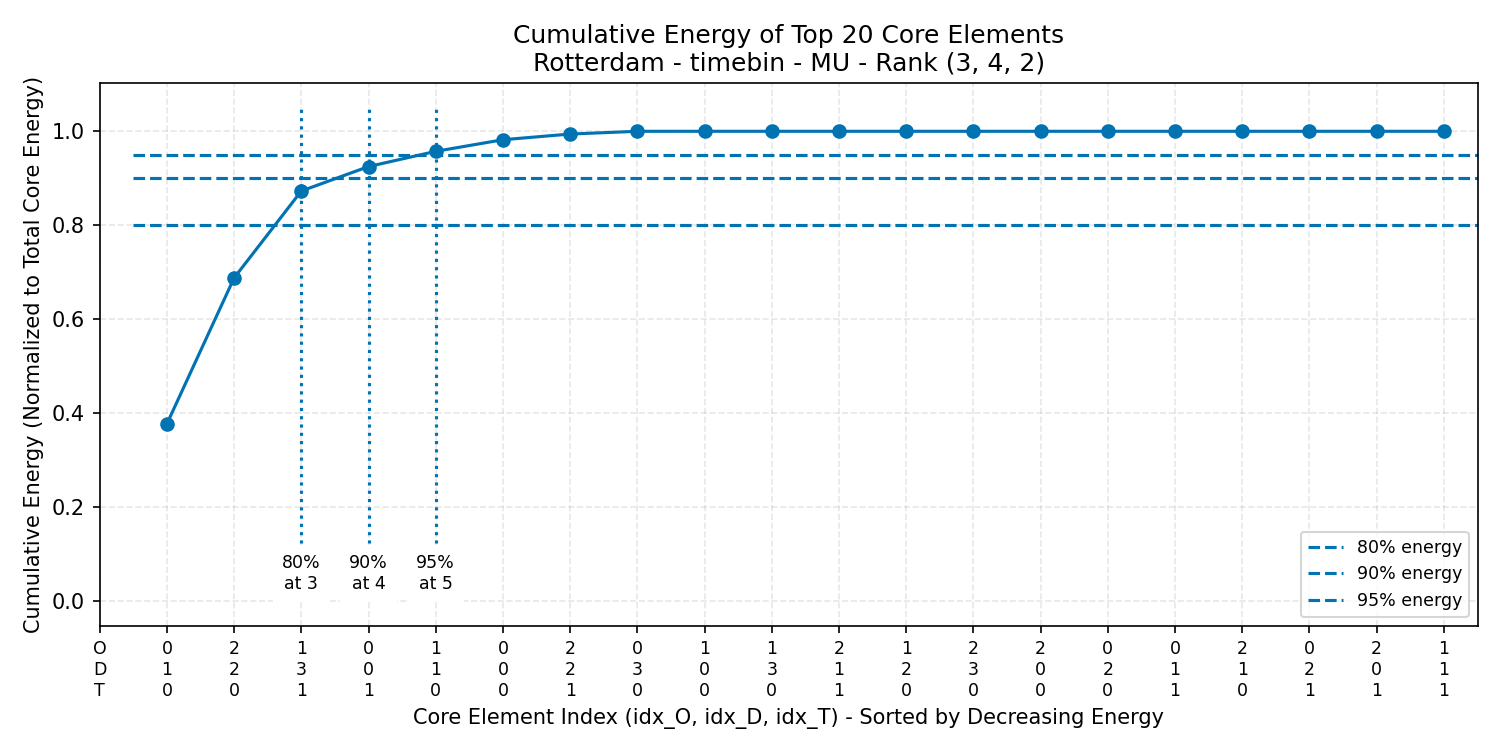 Cumulative Energy of Top 20 Core Elements
Rotterdam - timebin - MU - Rank (3, 4, 2)
Cumulative Energy (Normalized to Total Core Energy)
1.0
0.8
0.6
0.4
0.2
0.0
80% 90% 95%
at 3 at 4 at 5
80% energy
90% energy
95% energy
O 0 2 1 0 1 0 2 0 1 1 2 1 2 2 0 0 2 0 2 1
D 1 2 3 0 1 0 2 3 0 3 1 2 3 0 2 1 1 2 0 1
T 0 0 1 1 0 0 1 0 0 0 1 0 0 0 0 1 0 1 1 1
Core Element Index (idx_O, idx_D, idx_T) - Sorted by Decreasing Energy